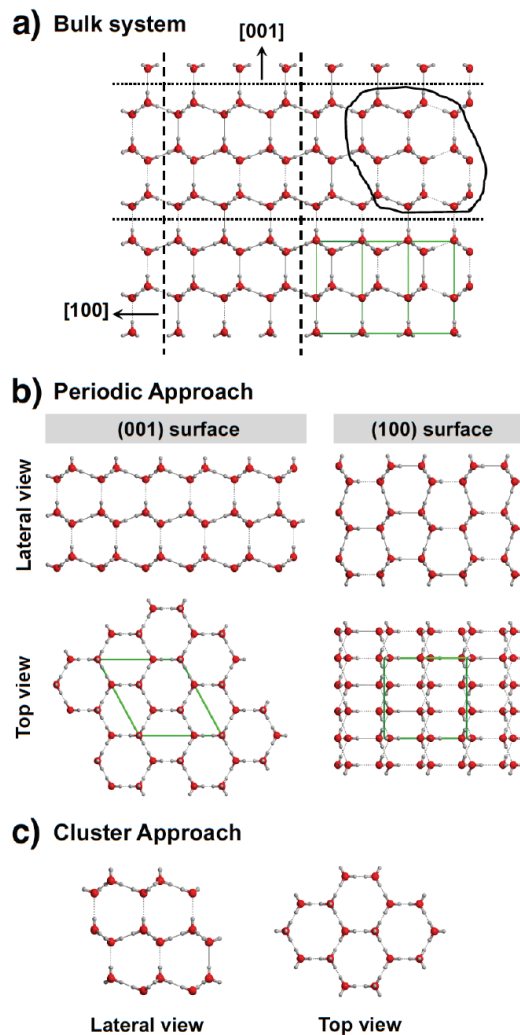 a) Bulk system
[001]
[100]
b) Periodic Approach
(001) surface
(100) surface
Lateral view
Top view
c) Cluster Approach
Lateral view
Top view